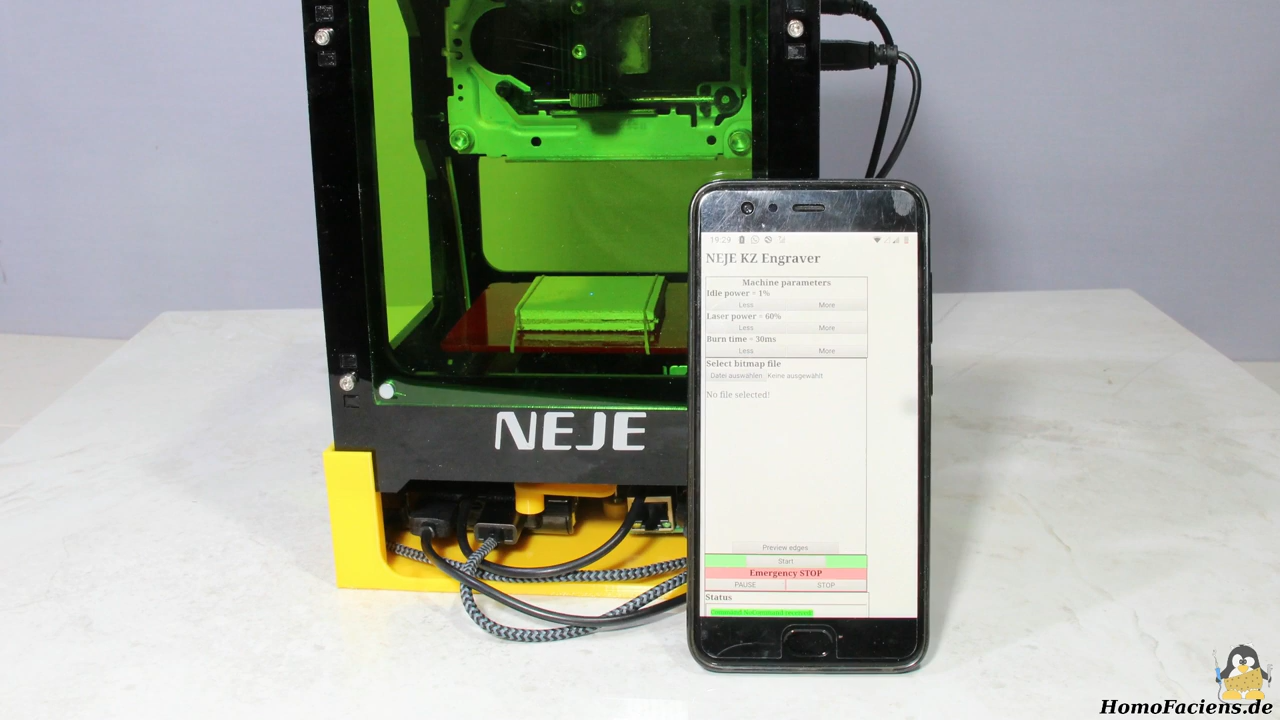 19:29
NEJE KZ Engraver
Machine parameters
Idle power = 1%
Less More
Laser power = 60%
Less More
Burn time = 30ms
Less More
Select bitmap file
Datei auswählen Keine ausgewählt
No file selected!
NEJE
Preview edges
Start
Emergency STOP
PAUSE STOP
Status
HomoFaciens.de